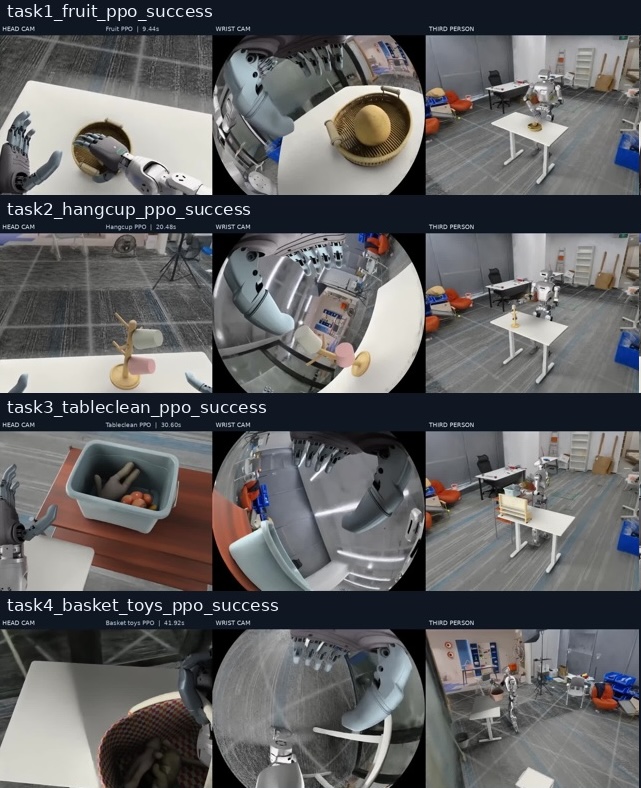 task1_fruit_ppo_success
HEAD CAM Fruit PPO | 9.44s WRIST CAM THIRD PERSON
task2_hangcup_ppo_success
HEAD CAM Hangcup PPO | 20.48s WRIST CAM THIRD PERSON
task3_tableclean_ppo_success
HEAD CAM Tableclean PPO | 30.60s WRIST CAM THIRD PERSON
task4_basket_toys_ppo_success
HEAD CAM Basket toys PPO | 41.92s WRIST CAM THIRD PERSON